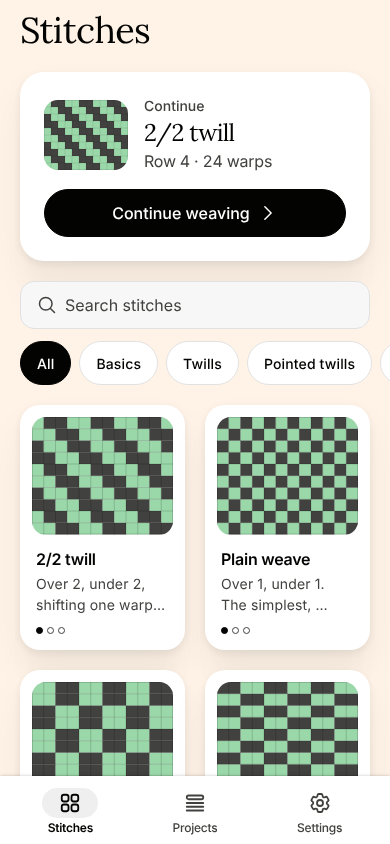 Stitches
Continue
2/2 twill
Row 4 · 24 warps
Continue weaving
Search stitches
All
Basics
Twills
Pointed twills
2/2 twill
Over 2, under 2,
shifting one warp...
Plain weave
Over 1, under 1.
The simplest, ...
Stitches
Projects
Settings